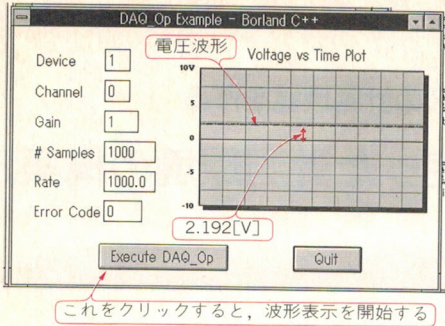 DAQ_Op Example - Borland C++
電圧波形
Voltage vs Time Plot
Device 1
Channel 0
Gain 1
# Samples 1000
Rate 1000.0
Error Code 0
10V
5
0
-5
-10
2.192[V]
Execute DAQ_Op
Quit
これをクリックすると，波形表示を開始する